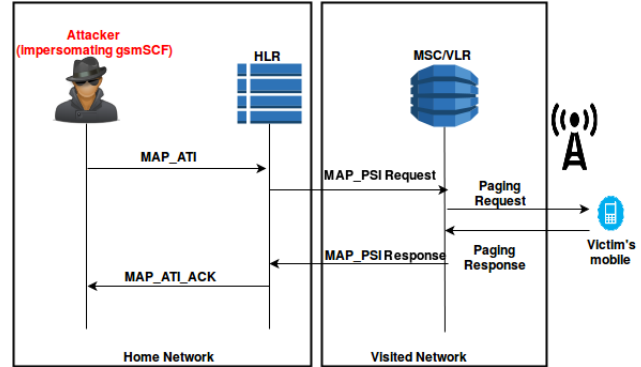 Attacker
(impersomating gsmSCF)
HLR
MSC/VLR
MAP_ATI
MAP_PSI Request
Paging
Request
Victim's
mobile
MAP_PSI Response
Paging
Response
MAP_ATI_ACK
Home Network
Visited Network